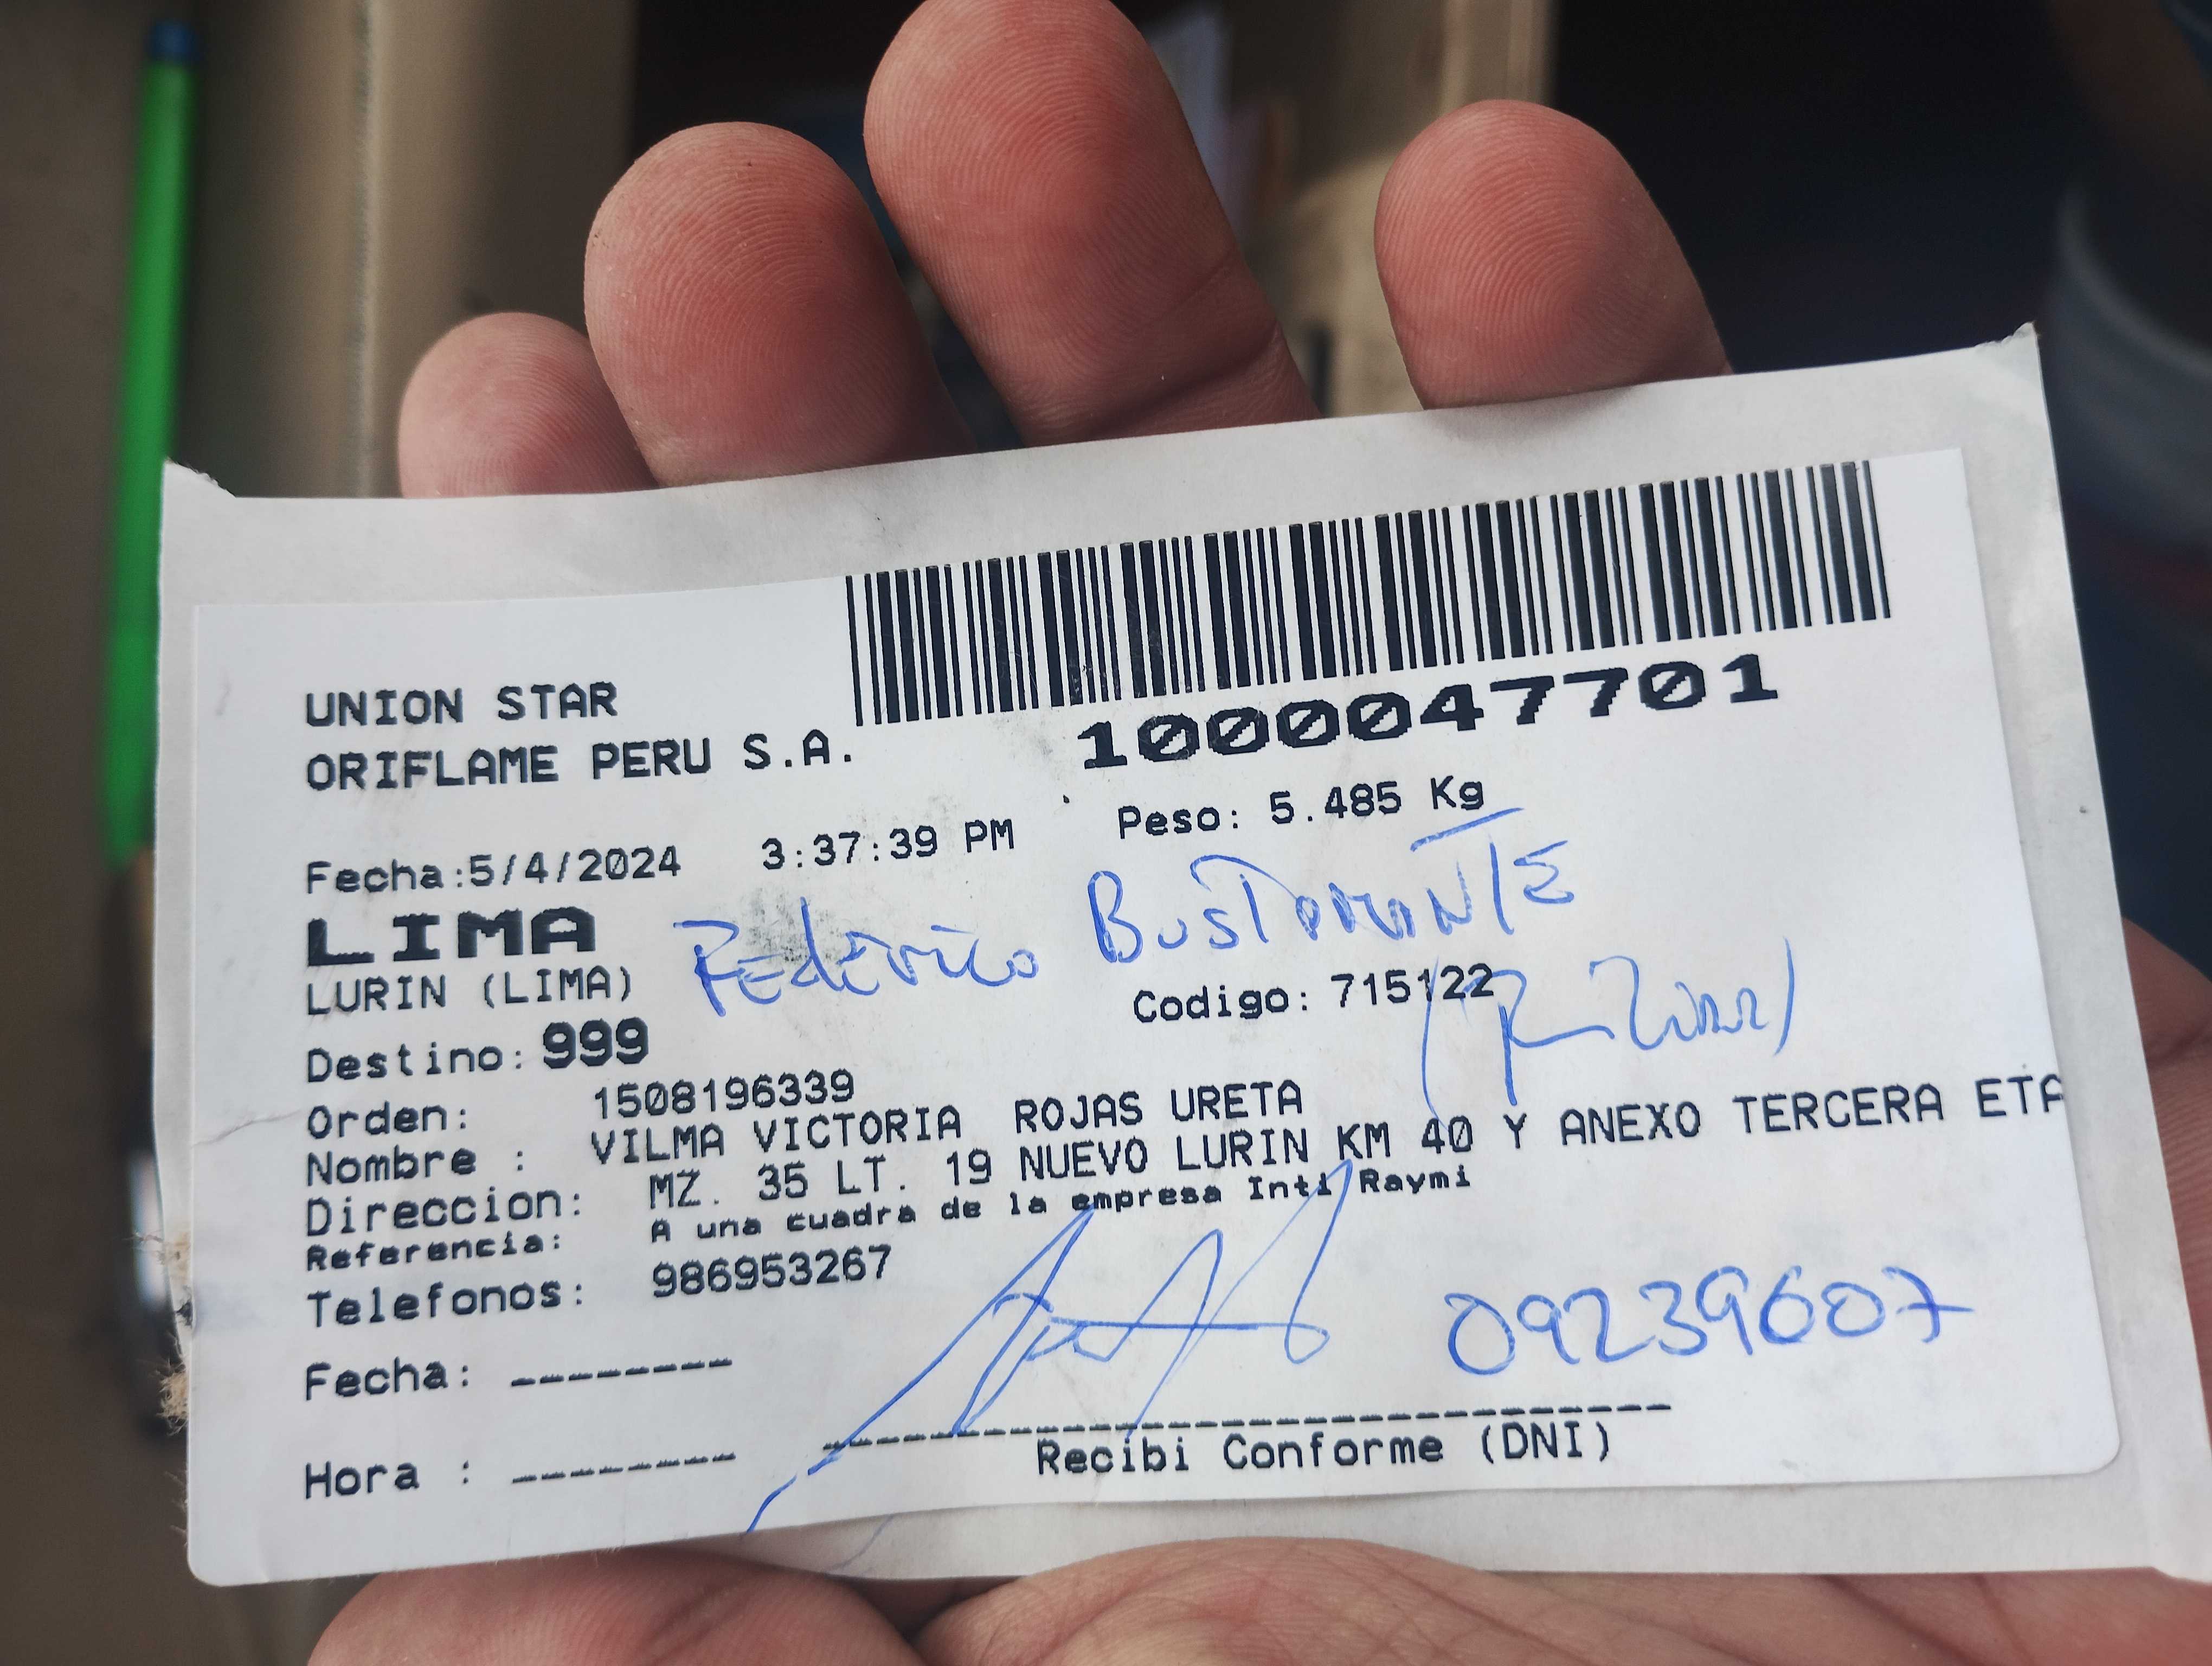 UNION STAR
ORIFLAME PERU S.A.
1000047701
Fecha:5/4/2024 3:37:39 PM Peso: 5.485 Kg
LIMA
Federico BUSTAMANTE
LURIN (LIMA) Codigo: 715122
Destino: 999
Orden: 1508196339
Nombre : VILMA VICTORIA ROJAS URETA
Direccion: MZ. 35 LT. 19 NUEVO LURIN KM 40 Y ANEXO TERCERA ETA
Referencia: A una cuadra de la empresa Inti Raymi
Telefonos: 986953267
09239607
Fecha: --------
Hora : --------
Recibi Conforme (DNI)